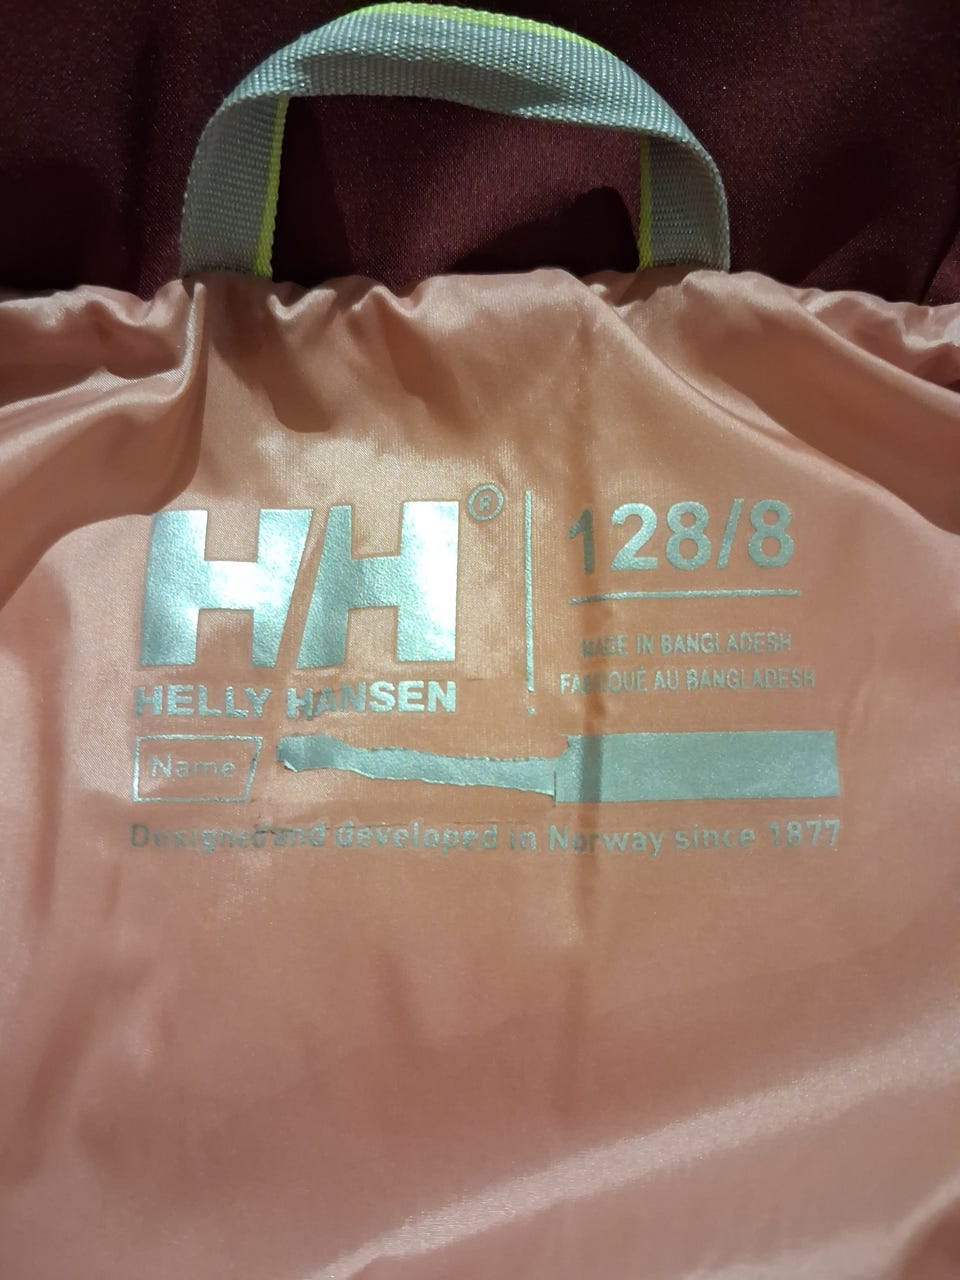 HH®
HELLY HANSEN
128/8
MADE IN BANGLADESH
FABRIQUÉ AU BANGLADESH
Name
Designed and developed in Norway since 1877